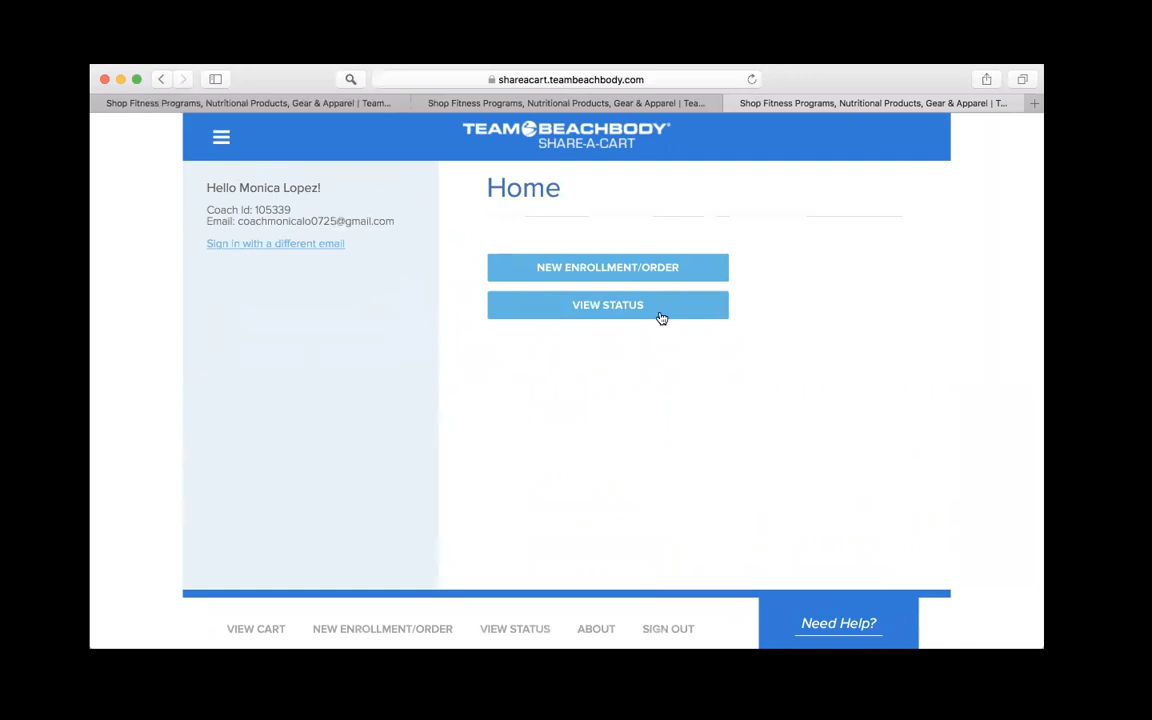 shareacart.teambeachbody.com
Shop Fitness Programs, Nutritional Products, Gear & Apparel | Team...
Shop Fitness Programs, Nutritional Products, Gear & Apparel | Tea...
Shop Fitness Programs, Nutritional Products, Gear & Apparel | T...
TEAM BEACHBODY
SHARE-A-CART
Hello Monica Lopez!
Coach id: 105339
Email: coachmonicalo0725@gmail.com
Sign in with a different email
Home
NEW ENROLLMENT/ORDER
VIEW STATUS
VIEW CART NEW ENROLLMENT/ORDER VIEW STATUS ABOUT SIGN OUT
Need Help?